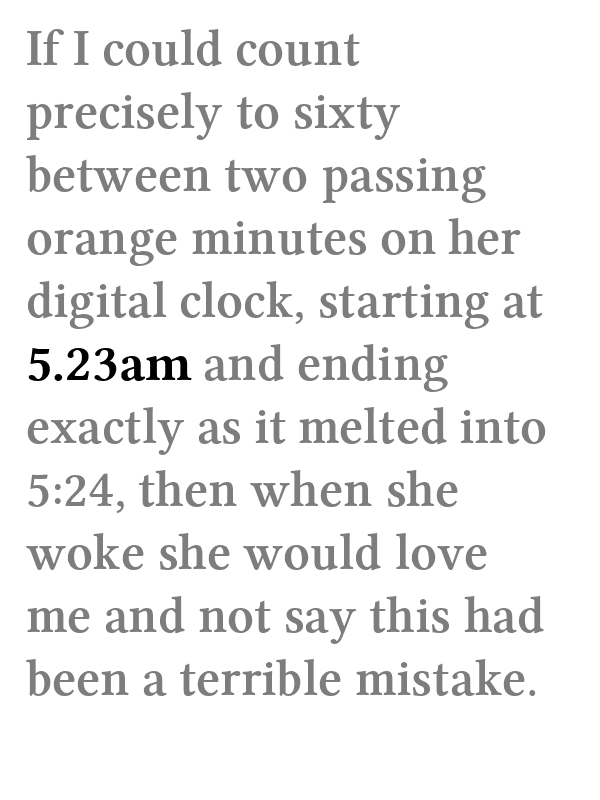 If I could count
precisely to sixty
between two passing
orange minutes on her
digital clock, starting at
5.23am and ending
exactly as it melted into
5:24, then when she
woke she would love
me and not say this had
been a terrible mistake.